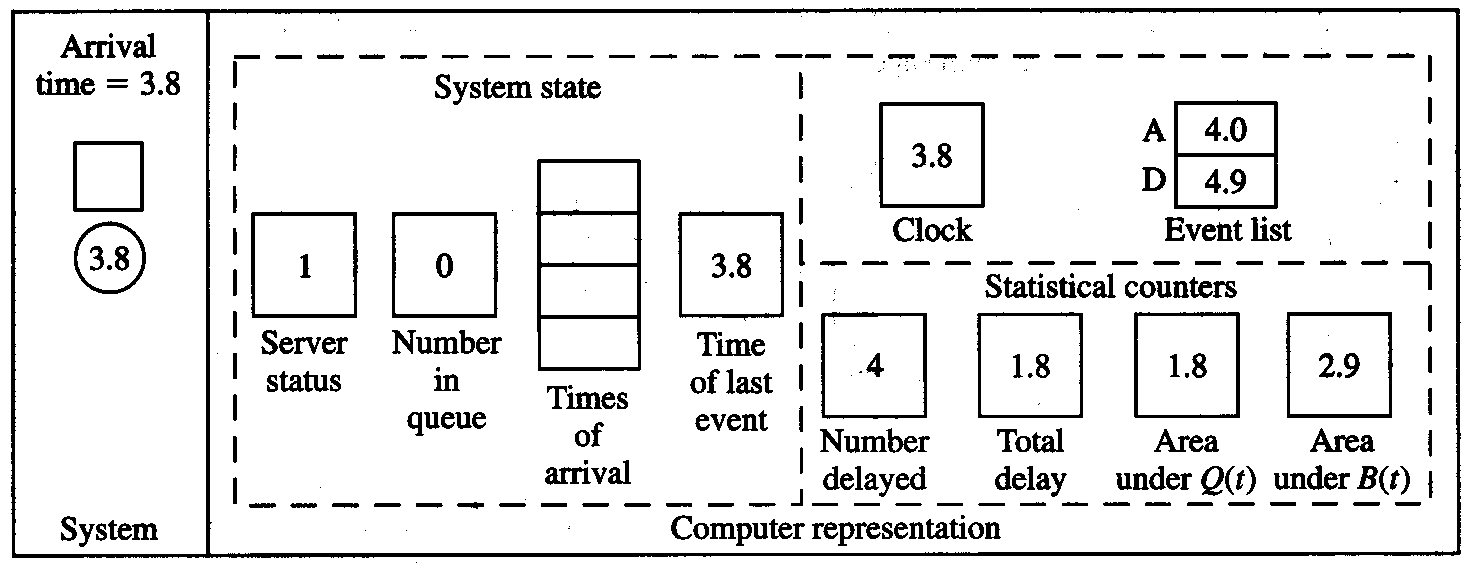 Arrival
time = 3.8
3.8
System
System state
1
Server
status
0
Number
in
queue
Times
of
arrival
3.8
Time
of last
event
3.8
Clock
A 4.0
D 4.9
Event list
Statistical counters
4
Number
delayed
1.8
Total
delay
1.8
Area
under Q(t)
2.9
Area
under B(t)
Computer representation